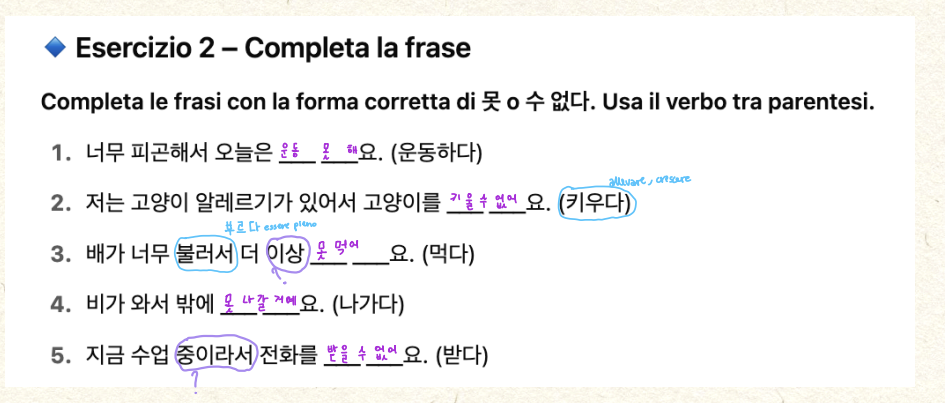 Esercizio 2 – Completa la frase
Completa le frasi con la forma corretta di 못 o 수 없다. Usa il verbo tra parentesi.
1. 너무 피곤해서 오늘은 운동 못 해요. (운동하다)
allevare, crescere
2. 저는 고양이 알레르기가 있어서 고양이를 키울 수 없어요. (키우다)
부르다 essere pieno
3. 배가 너무 불러서 더 이상 못 먹어요. (먹다)
?
4. 비가 와서 밖에 못 나갈 거예요. (나가다)
5. 지금 수업 중이라서 전화를 받을 수 없어요. (받다)
?